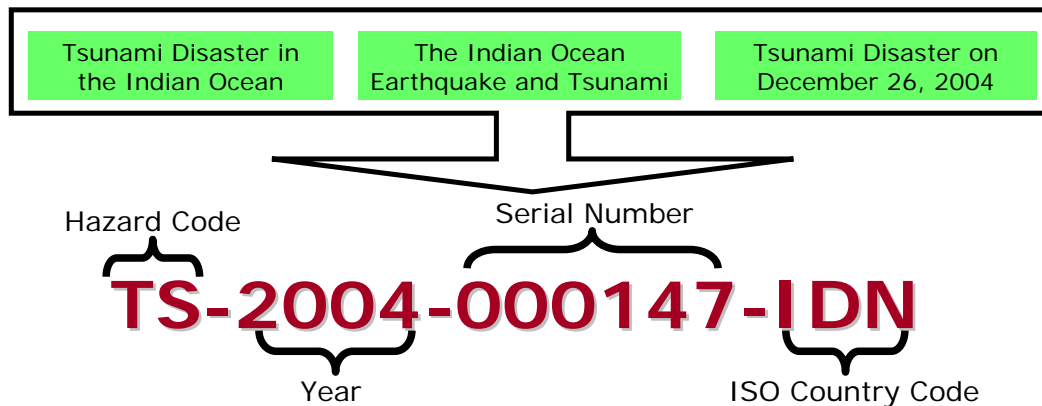 Tsunami Disaster in
the Indian Ocean
The Indian Ocean
Earthquake and Tsunami
Tsunami Disaster on
December 26, 2004
Hazard Code
Serial Number
TS-2004-000147-IDN
Year
ISO Country Code